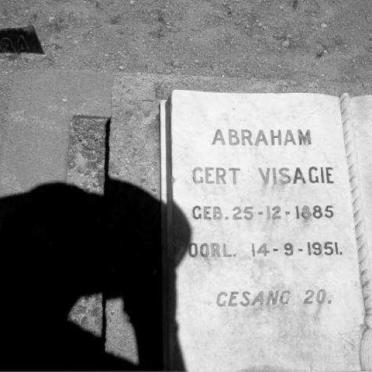 ABRAHAM
GERT VISAGIE
GEB. 25-12-1885
OORL. 14-9-1951.
GESANG 20.